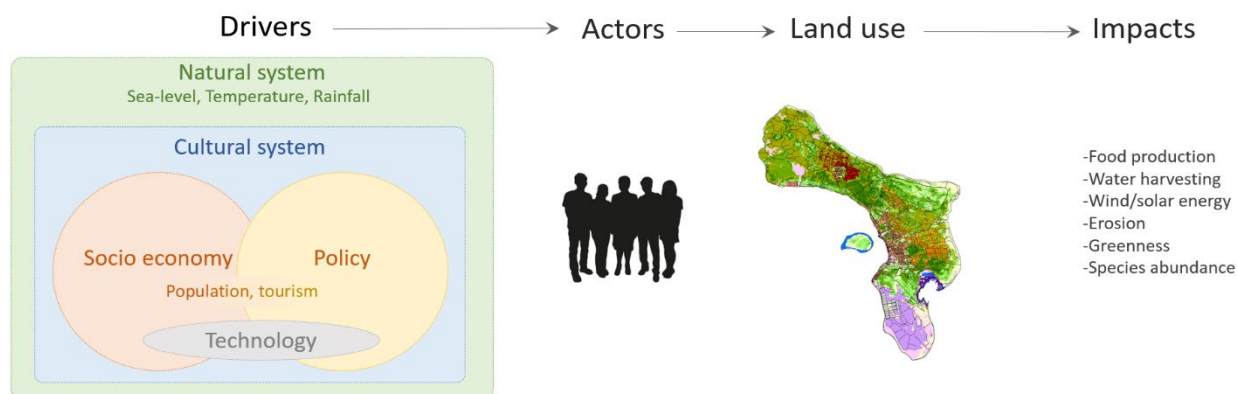 Drivers
Actors
Land use
Impacts
Natural system
Sea-level, Temperature, Rainfall
Cultural system
Socio economy
Policy
Population, tourism
Technology
-Food production
-Water harvesting
-Wind/solar energy
-Erosion
-Greenness
-Species abundance